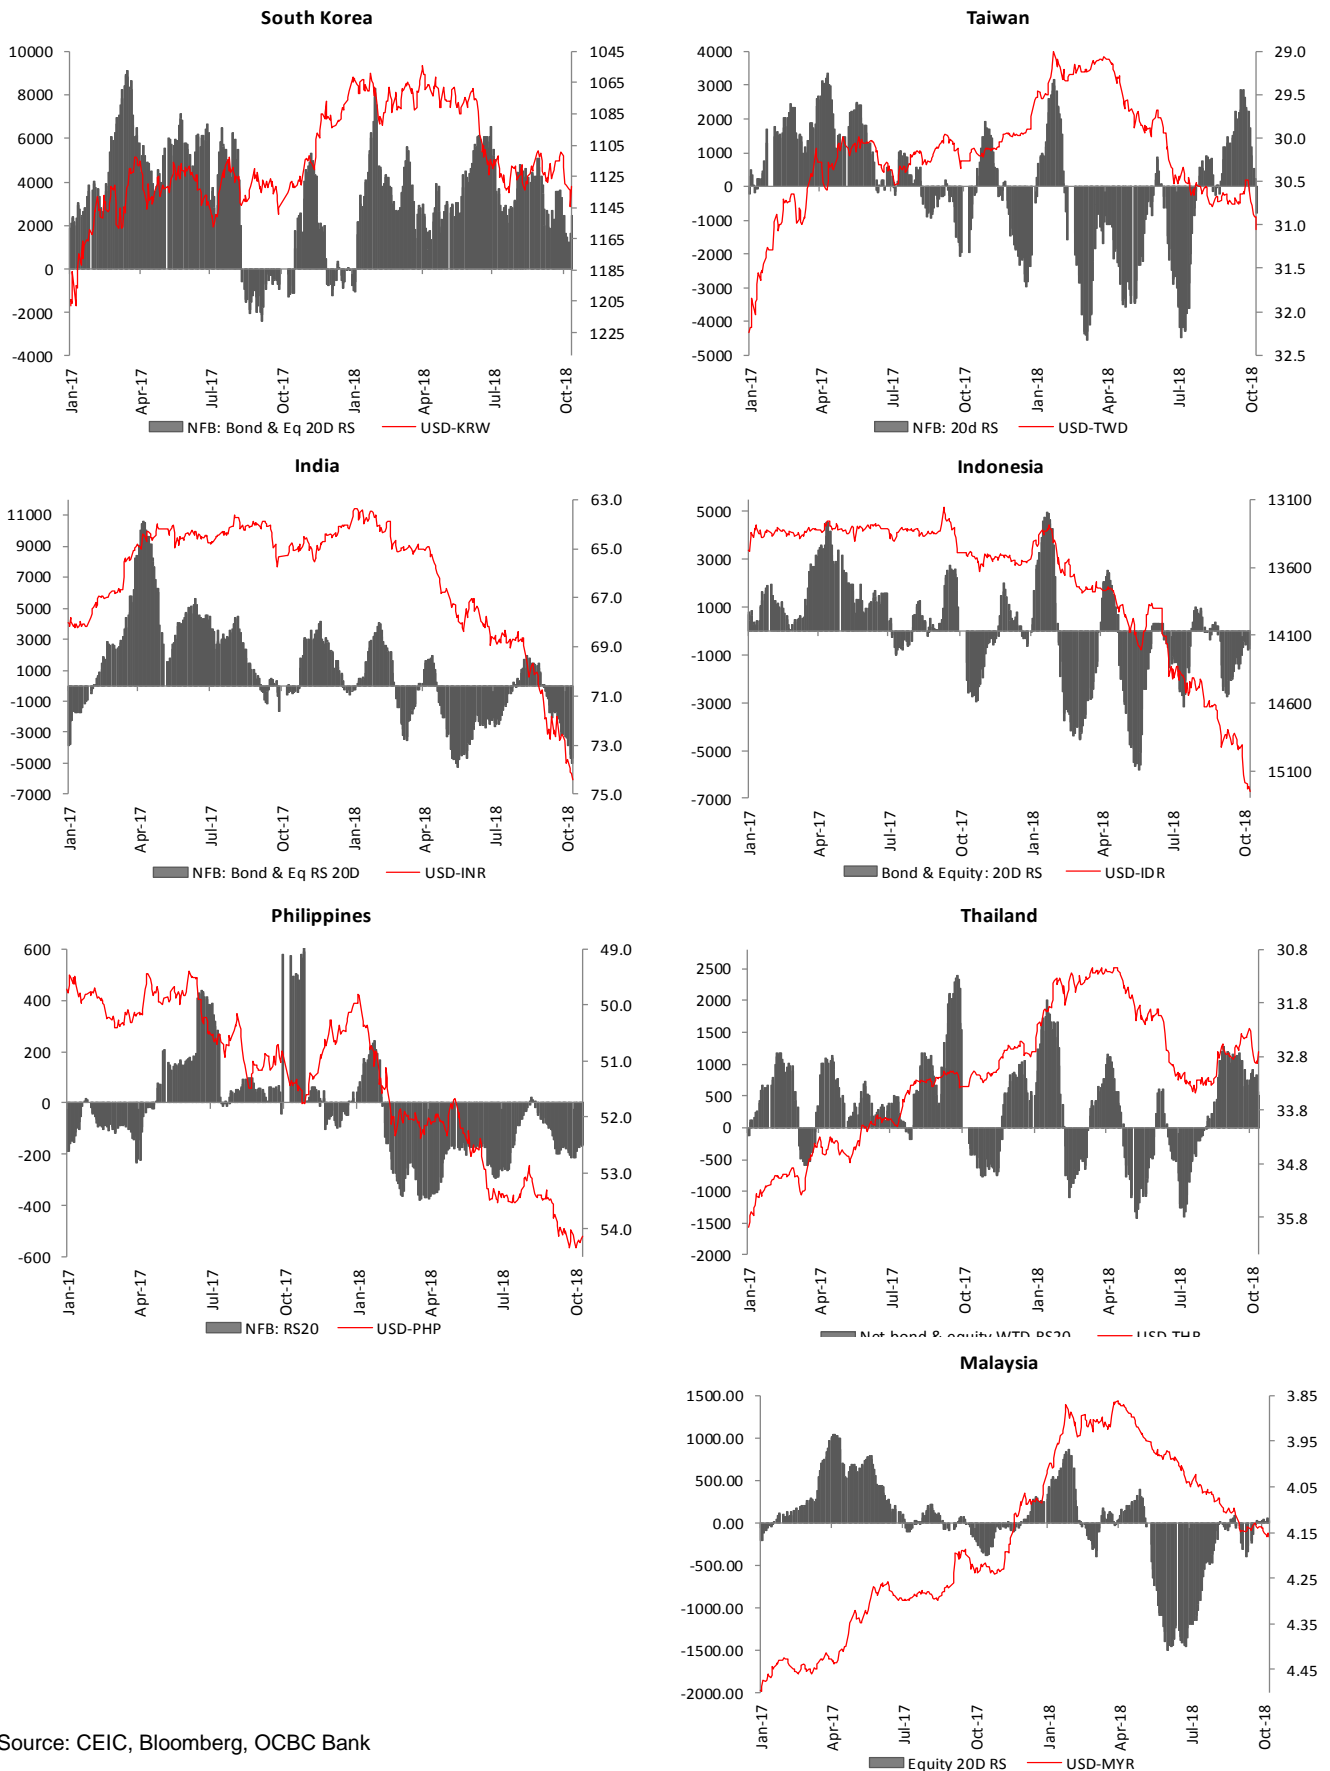 South Korea
10000
8000
6000
4000
2000
0
-2000
-4000
1045
1065
1085
1105
1125
1145
1165
1185
1205
1225
Jan-17
Apr-17
Jul-17
Oct-17
Jan-18
Apr-18
Jul-18
Oct-18
NFB: Bond & Eq 20D RS
USD-KRW
Taiwan
4000
3000
2000
1000
0
-1000
-2000
-3000
-4000
-5000
29.0
29.5
30.0
30.5
31.0
31.5
32.0
32.5
Jan-17
Apr-17
Jul-17
Oct-17
Jan-18
Apr-18
Jul-18
Oct-18
NFB: 20d RS
USD-TWD
India
11000
9000
7000
5000
3000
1000
-1000
-3000
-5000
-7000
63.0
65.0
67.0
69.0
71.0
73.0
75.0
Jan-17
Apr-17
Jul-17
Oct-17
Jan-18
Apr-18
Jul-18
Oct-18
NFB: Bond & Eq RS 20D
USD-INR
Indonesia
5000
3000
1000
-1000
-3000
-5000
-7000
13100
13600
14100
14600
15100
Jan-17
Apr-17
Jul-17
Oct-17
Jan-18
Apr-18
Jul-18
Oct-18
Bond & Equity: 20D RS
USD-IDR
Philippines
600
400
200
0
-200
-400
-600
49.0
50.0
51.0
52.0
53.0
54.0
Jan-17
Apr-17
Jul-17
Oct-17
Jan-18
Apr-18
Jul-18
Oct-18
NFB: RS20
USD-PHP
Thailand
2500
2000
1500
1000
500
0
-500
-1000
-1500
-2000
30.8
31.8
32.8
33.8
34.8
35.8
Jan-17
Apr-17
Jul-17
Oct-17
Jan-18
Apr-18
Jul-18
Oct-18
Net bond & equity WTD RS20
USD-THB
Malaysia
1500.00
1000.00
500.00
0.00
-500.00
-1000.00
-1500.00
-2000.00
3.85
3.95
4.05
4.15
4.25
4.35
4.45
Jan-17
Apr-17
Jul-17
Oct-17
Jan-18
Apr-18
Jul-18
Oct-18
Equity 20D RS
USD-MYR
Source: CEIC, Bloomberg, OCBC Bank